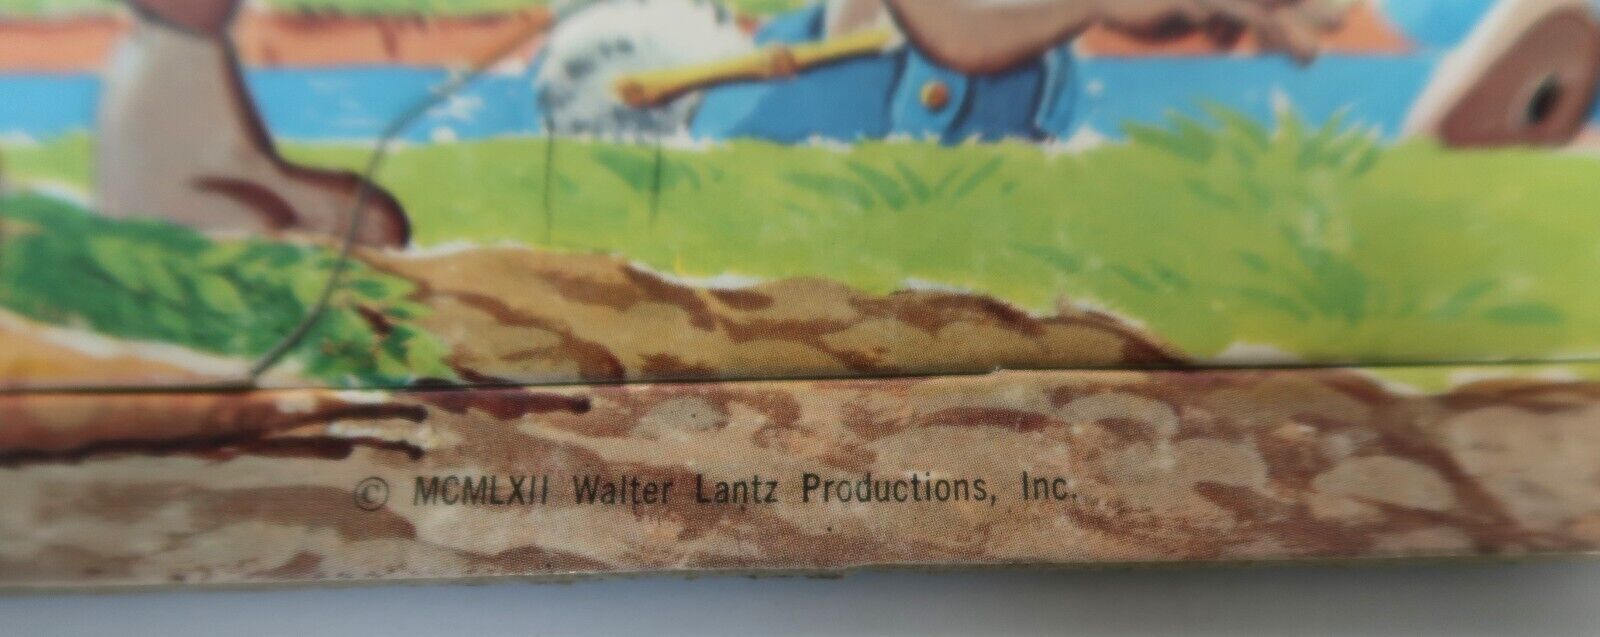 © MCMLXII Walter Lantz Productions, Inc.